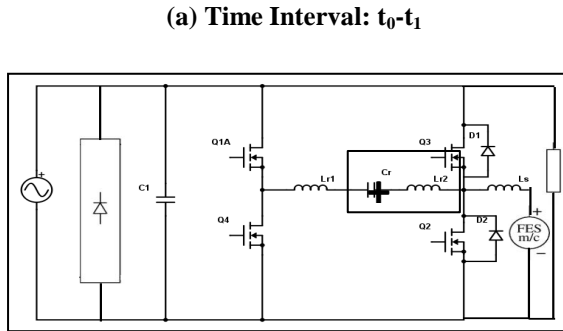 (a) Time Interval: t₀-t₁
Q1A
Q3
D1
C1
Lr1
Cr
Lr2
Ls
Q4
Q2
D2
+
FES
m/c
−
+